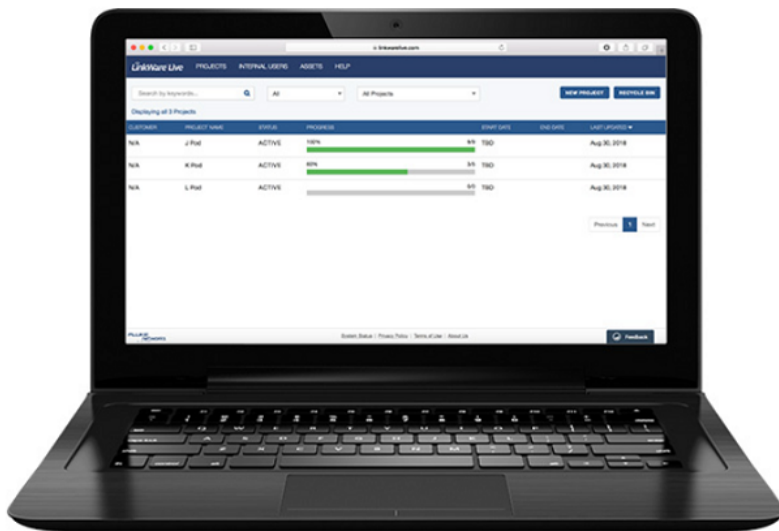 linkwarelive.com
LinkWare Live PROJECTS INTERNAL USERS ASSETS HELP
Search by keywords... All All Projects NEW PROJECT RECYCLE BIN
Displaying all 3 Projects
CUSTOMER PROJECT NAME STATUS PROGRESS START DATE END DATE LAST UPDATED
N/A J Pod ACTIVE 100% TBD Aug 30, 2018
N/A K Pod ACTIVE 60% 3/5 TBD Aug 30, 2018
N/A L Pod ACTIVE TBD Aug 30, 2018
Previous 1 Next
FLUKE networks System Status | Privacy Policy | Terms of Use | About Us Feedback